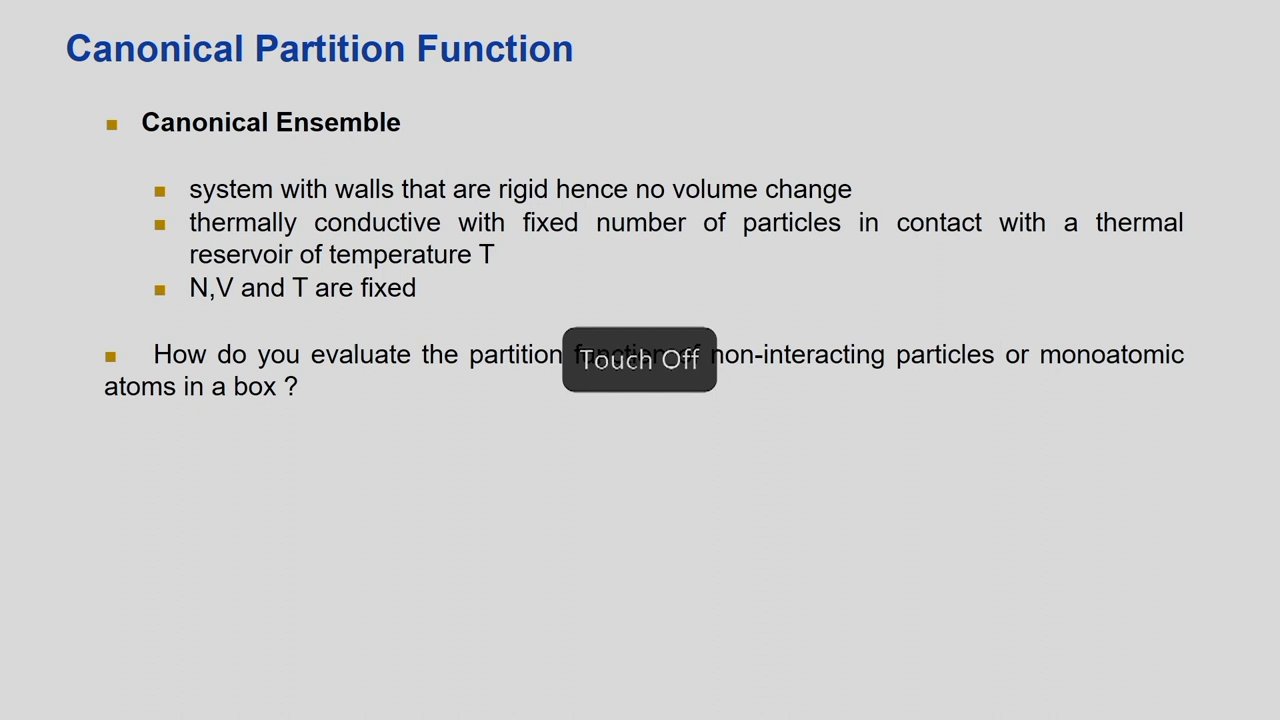 Canonical Partition Function
Canonical Ensemble
system with walls that are rigid hence no volume change
thermally conductive with fixed number of particles in contact with a thermal
reservoir of temperature T
N,V and T are fixed
How do you evaluate the partition function of non-interacting particles or monoatomic
Touch Off
atoms in a box ?